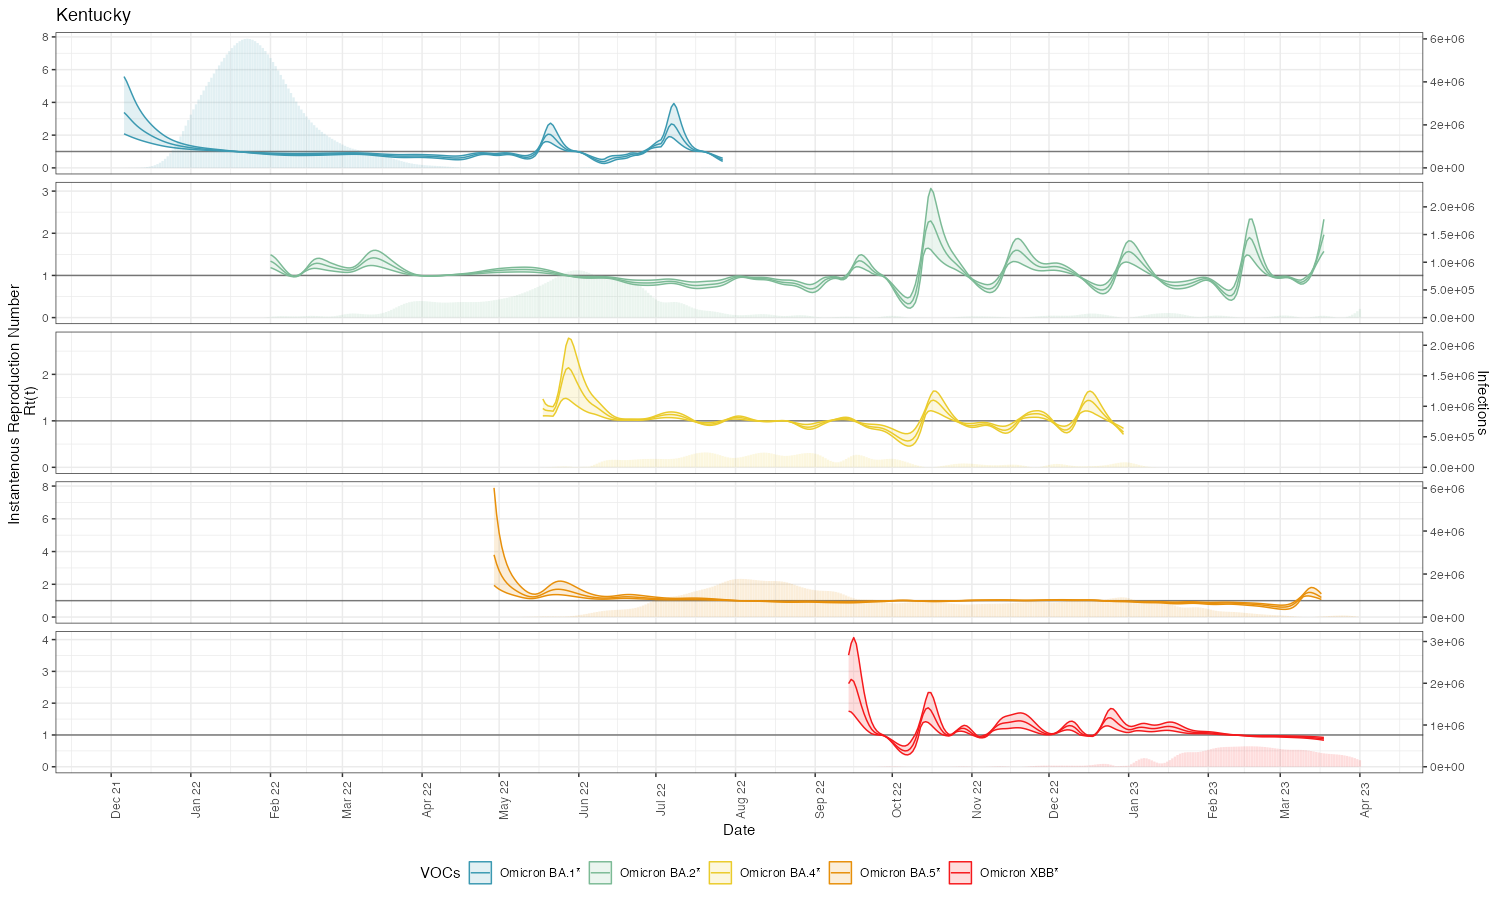 Kentucky
8
6
4
2
0
6e+06
4e+06
2e+06
0e+00
3
2
1
0
2.0e+06
1.5e+06
1.0e+06
5.0e+05
0.0e+00
2
1
0
2.0e+06
1.5e+06
1.0e+06
5.0e+05
0.0e+00
8
6
4
2
0
6e+06
4e+06
2e+06
0e+00
4
3
2
1
0
3e+06
2e+06
1e+06
0e+00
Instantenous Reproduction Number
Rt(t)
Infections
Dec 21
Jan 22
Feb 22
Mar 22
Apr 22
May 22
Jun 22
Jul 22
Aug 22
Sep 22
Oct 22
Nov 22
Dec 22
Jan 23
Feb 23
Mar 23
Apr 23
Date
VOCs Omicron BA.1* Omicron BA.2* Omicron BA.4* Omicron BA.5* Omicron XBB*